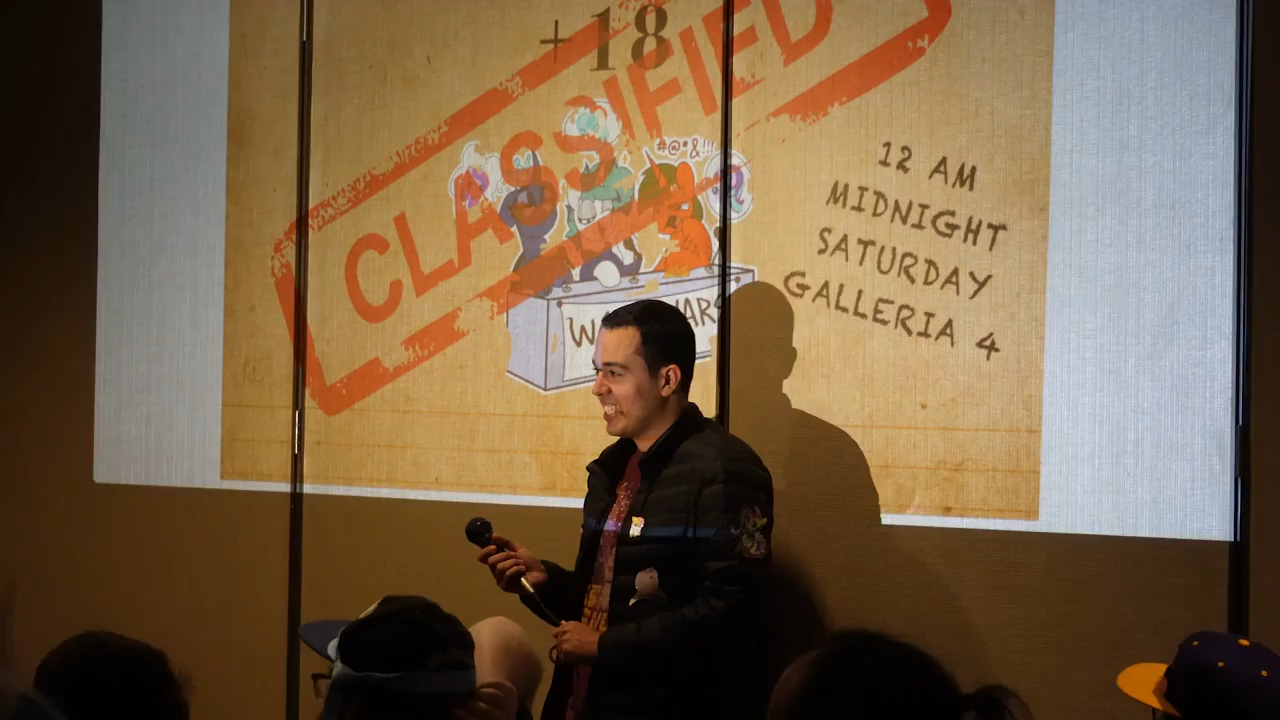 +18
CLASSIFIED
#@*&!!!
12 AM
MIDNIGHT
SATURDAY
GALLERIA 4